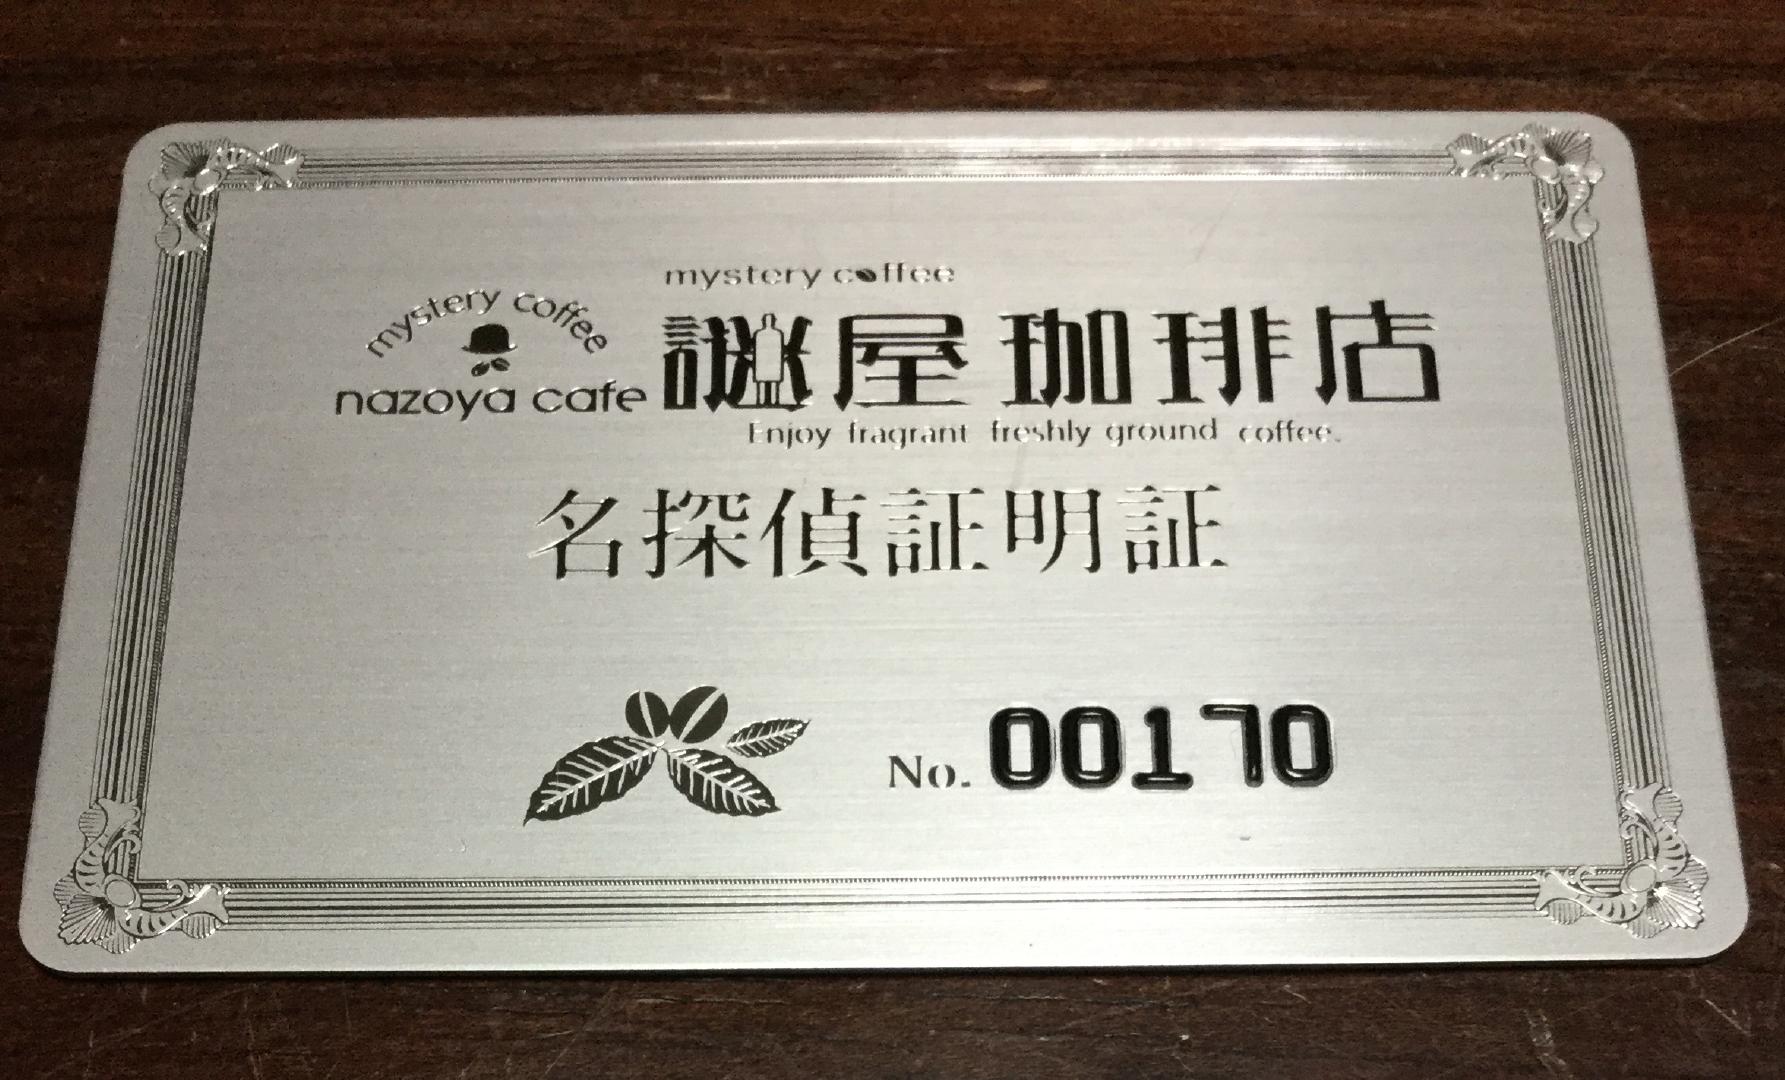 mystery coffee
nazoya cafe
mystery coffee
謎屋珈琲店
Enjoy fragrant freshly ground coffee.
名探偵証明証
No. 00170